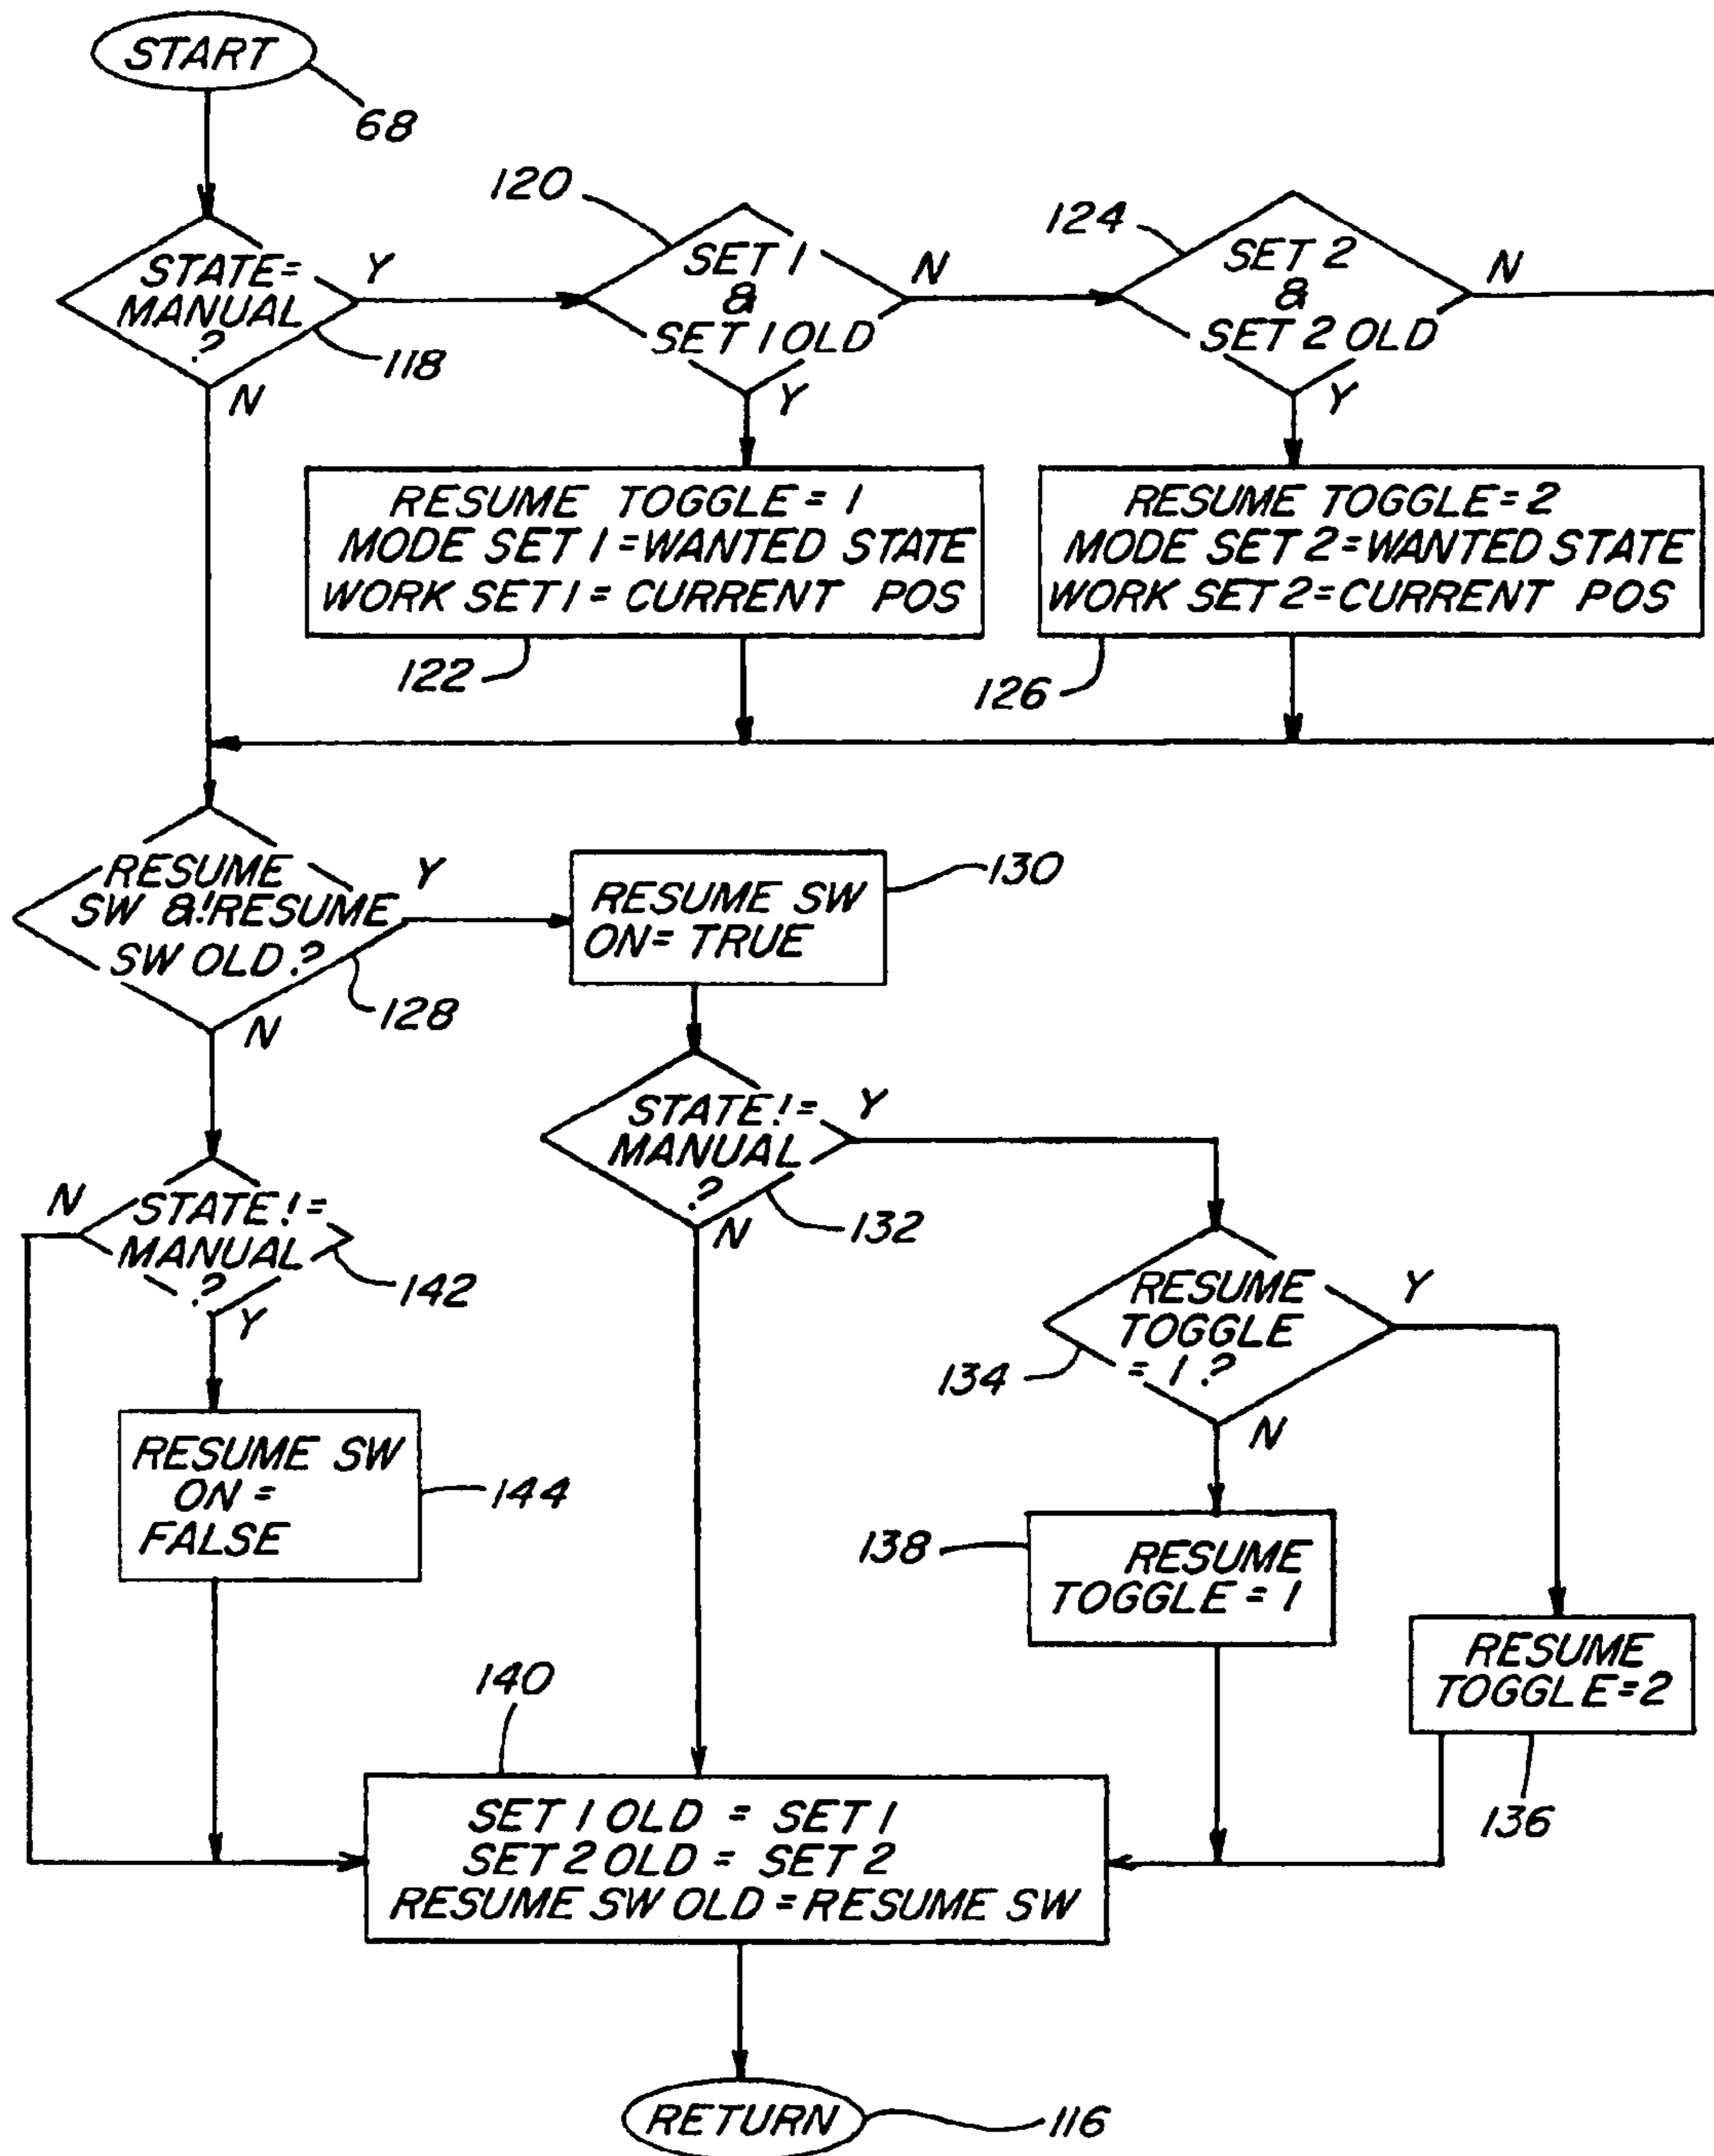 START
68
STATE=
MANUAL
?
118
Y
N
120
SET 1
&
SET 1 OLD
N
Y
124
SET 2
&
SET 2 OLD
N
Y
RESUME TOGGLE = 1
MODE SET 1 = WANTED STATE
WORK SET 1 = CURRENT POS
122
RESUME TOGGLE = 2
MODE SET 2 = WANTED STATE
WORK SET 2 = CURRENT POS
126
RESUME
SW &!RESUME
SW OLD ?
128
Y
N
RESUME SW
ON = TRUE
130
STATE !=
MANUAL
?
132
Y
N
N
STATE !=
MANUAL
?
142
Y
RESUME
TOGGLE
= 1 ?
134
Y
N
RESUME SW
ON =
FALSE
144
138
RESUME
TOGGLE = 1
RESUME
TOGGLE = 2
136
140
SET 1 OLD = SET 1
SET 2 OLD = SET 2
RESUME SW OLD = RESUME SW
RETURN
116